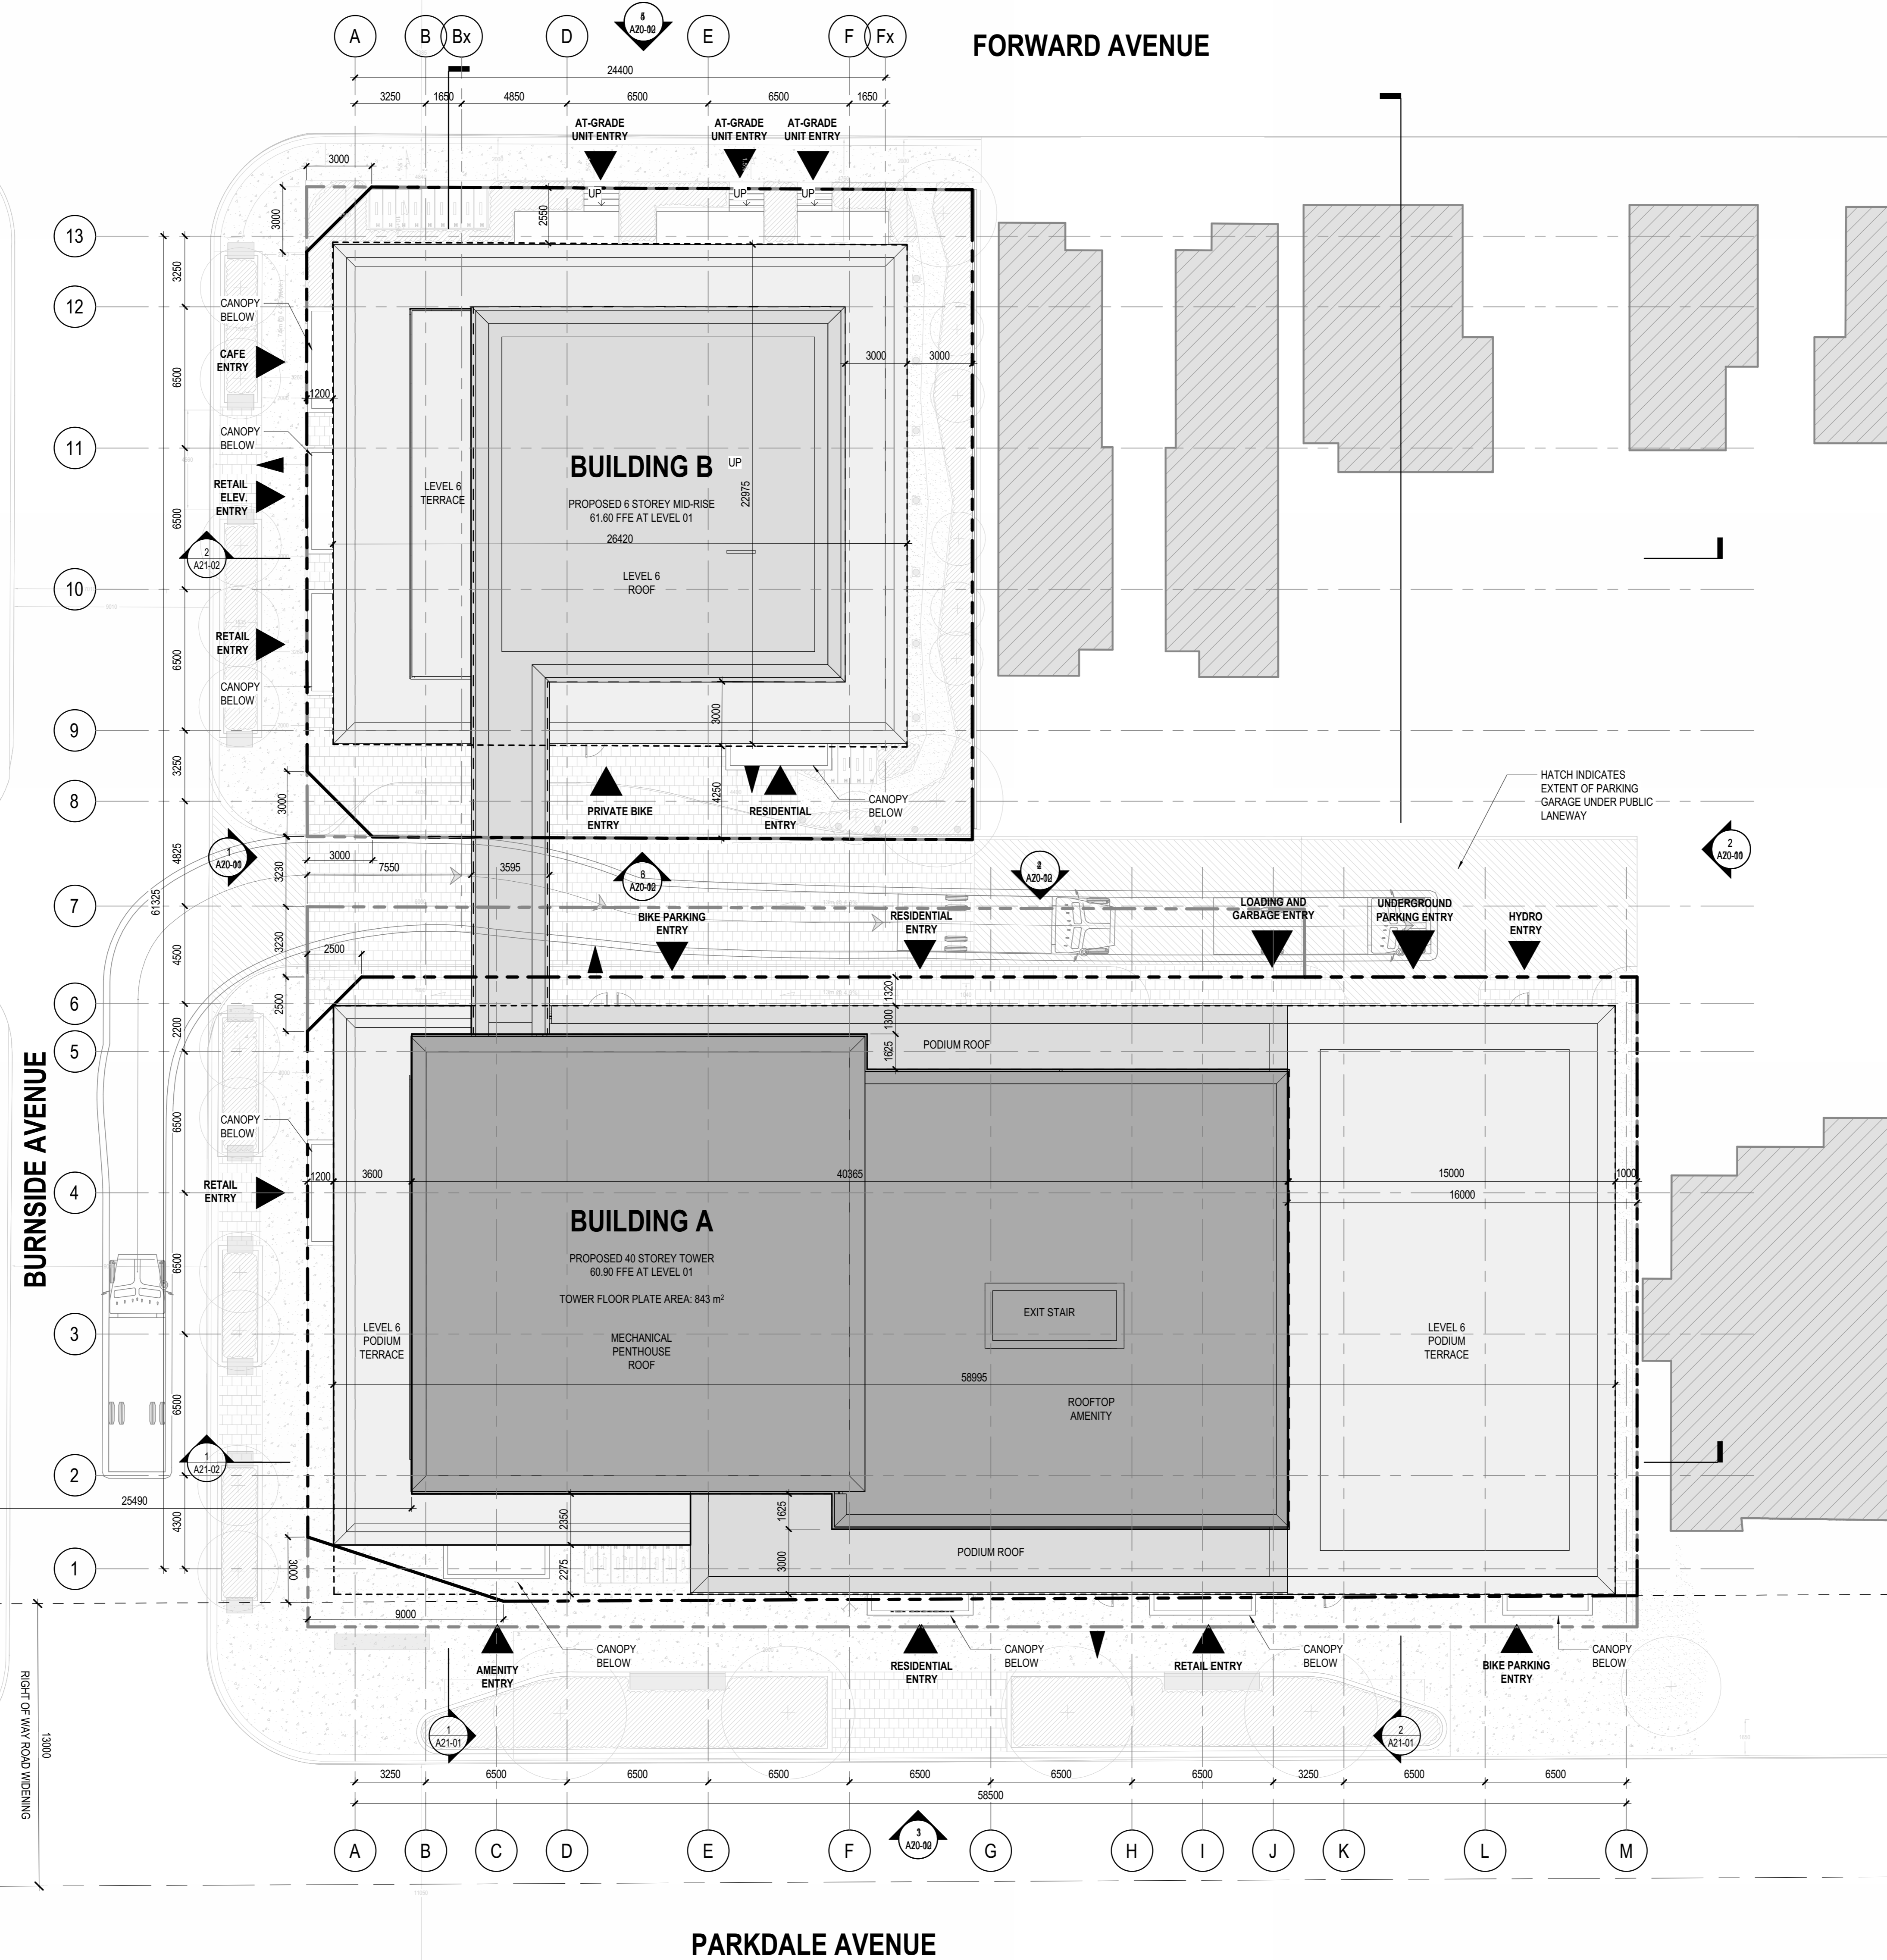 FORWARD AVENUE
A
B
Bx
D
E
F
Fx
A20-02
24400
3250
1650
4850
6500
6500
1650
AT-GRADE
UNIT ENTRY
AT-GRADE
UNIT ENTRY
AT-GRADE
UNIT ENTRY
3000
3000
2550
UP
UP
UP
13
12
11
10
9
8
7
6
5
4
3
2
1
3250
6500
6500
6500
3250
4825
4500
2200
6500
6500
6500
4300
61325
CANOPY
BELOW
CAFE
ENTRY
1200
CANOPY
BELOW
RETAIL
ELEV.
ENTRY
2
A21-02
RETAIL
ENTRY
CANOPY
BELOW
LEVEL 6
TERRACE
BUILDING B
UP
PROPOSED 6 STOREY MID-RISE
61.60 FFE AT LEVEL 01
26420
22975
LEVEL 6
ROOF
3000
3000
3000
4250
PRIVATE BIKE
ENTRY
RESIDENTIAL
ENTRY
CANOPY
BELOW
HATCH INDICATES
EXTENT OF PARKING
GARAGE UNDER PUBLIC
LANEWAY
3000
3000
7550
3595
3230
3230
2500
2500
1
2
BIKE PARKING
ENTRY
RESIDENTIAL
ENTRY
LOADING AND
GARBAGE ENTRY
UNDERGROUND
PARKING ENTRY
HYDRO
ENTRY
1320
1300
1625
PODIUM ROOF
BURNSIDE AVENUE
CANOPY
BELOW
RETAIL
ENTRY
1200
3600
40365
15000
1000
16000
BUILDING A
PROPOSED 40 STOREY TOWER
60.90 FFE AT LEVEL 01
TOWER FLOOR PLATE AREA: 843 m²
MECHANICAL
PENTHOUSE
ROOF
EXIT STAIR
LEVEL 6
PODIUM
TERRACE
LEVEL 6
PODIUM
TERRACE
58995
ROOFTOP
AMENITY
1
A21-02
25490
2350
2275
1625
3000
PODIUM ROOF
3000
9000
AMENITY
ENTRY
CANOPY
BELOW
RESIDENTIAL
ENTRY
CANOPY
BELOW
RETAIL ENTRY
CANOPY
BELOW
BIKE PARKING
ENTRY
CANOPY
BELOW
1
A21-01
2
A21-01
RIGHT OF WAY ROAD WIDENING
13000
3250
6500
6500
6500
6500
6500
6500
3250
6500
6500
58500
3
A
B
C
D
E
F
G
H
I
J
K
L
M
PARKDALE AVENUE